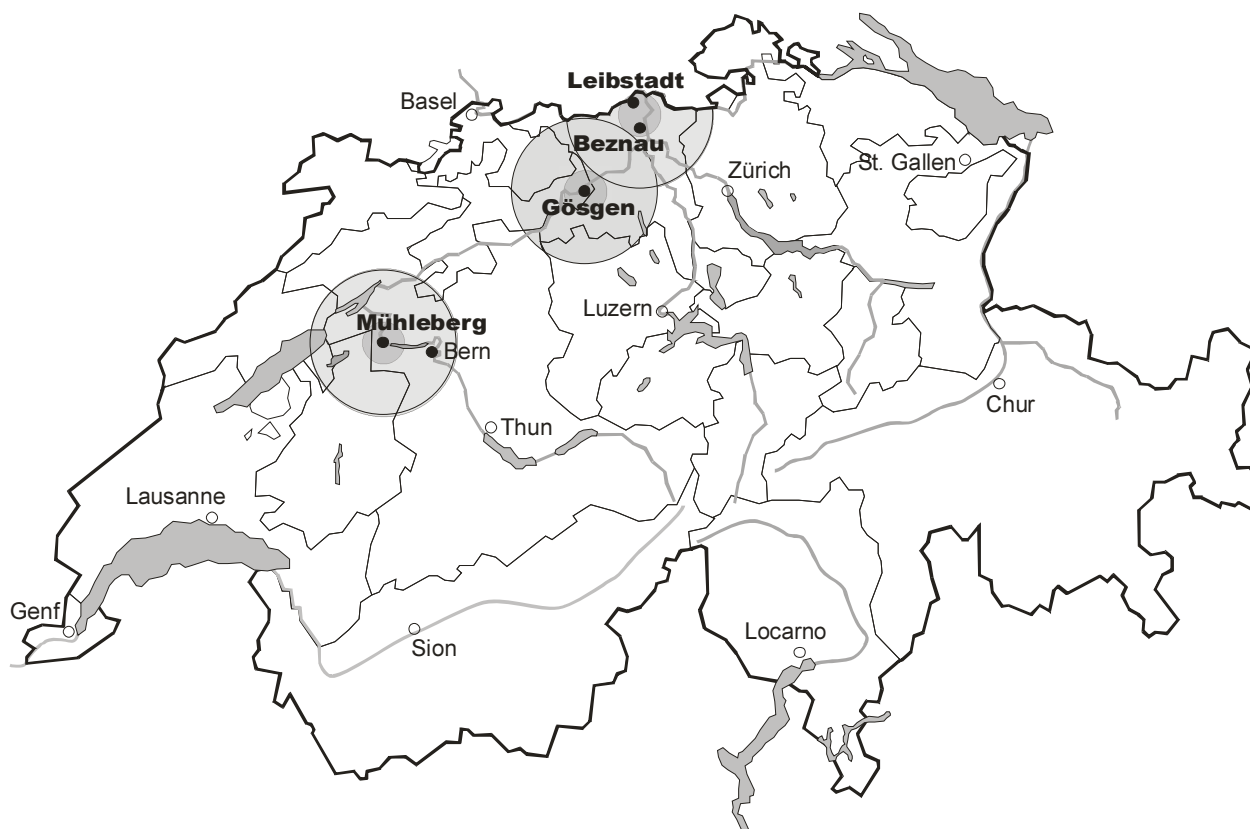 Leibstadt
Basel
Beznau
St. Gallen
Zürich
Gösgen
Luzern
Mühleberg
Bern
Chur
Thun
Lausanne
Genf
Locarno
Sion